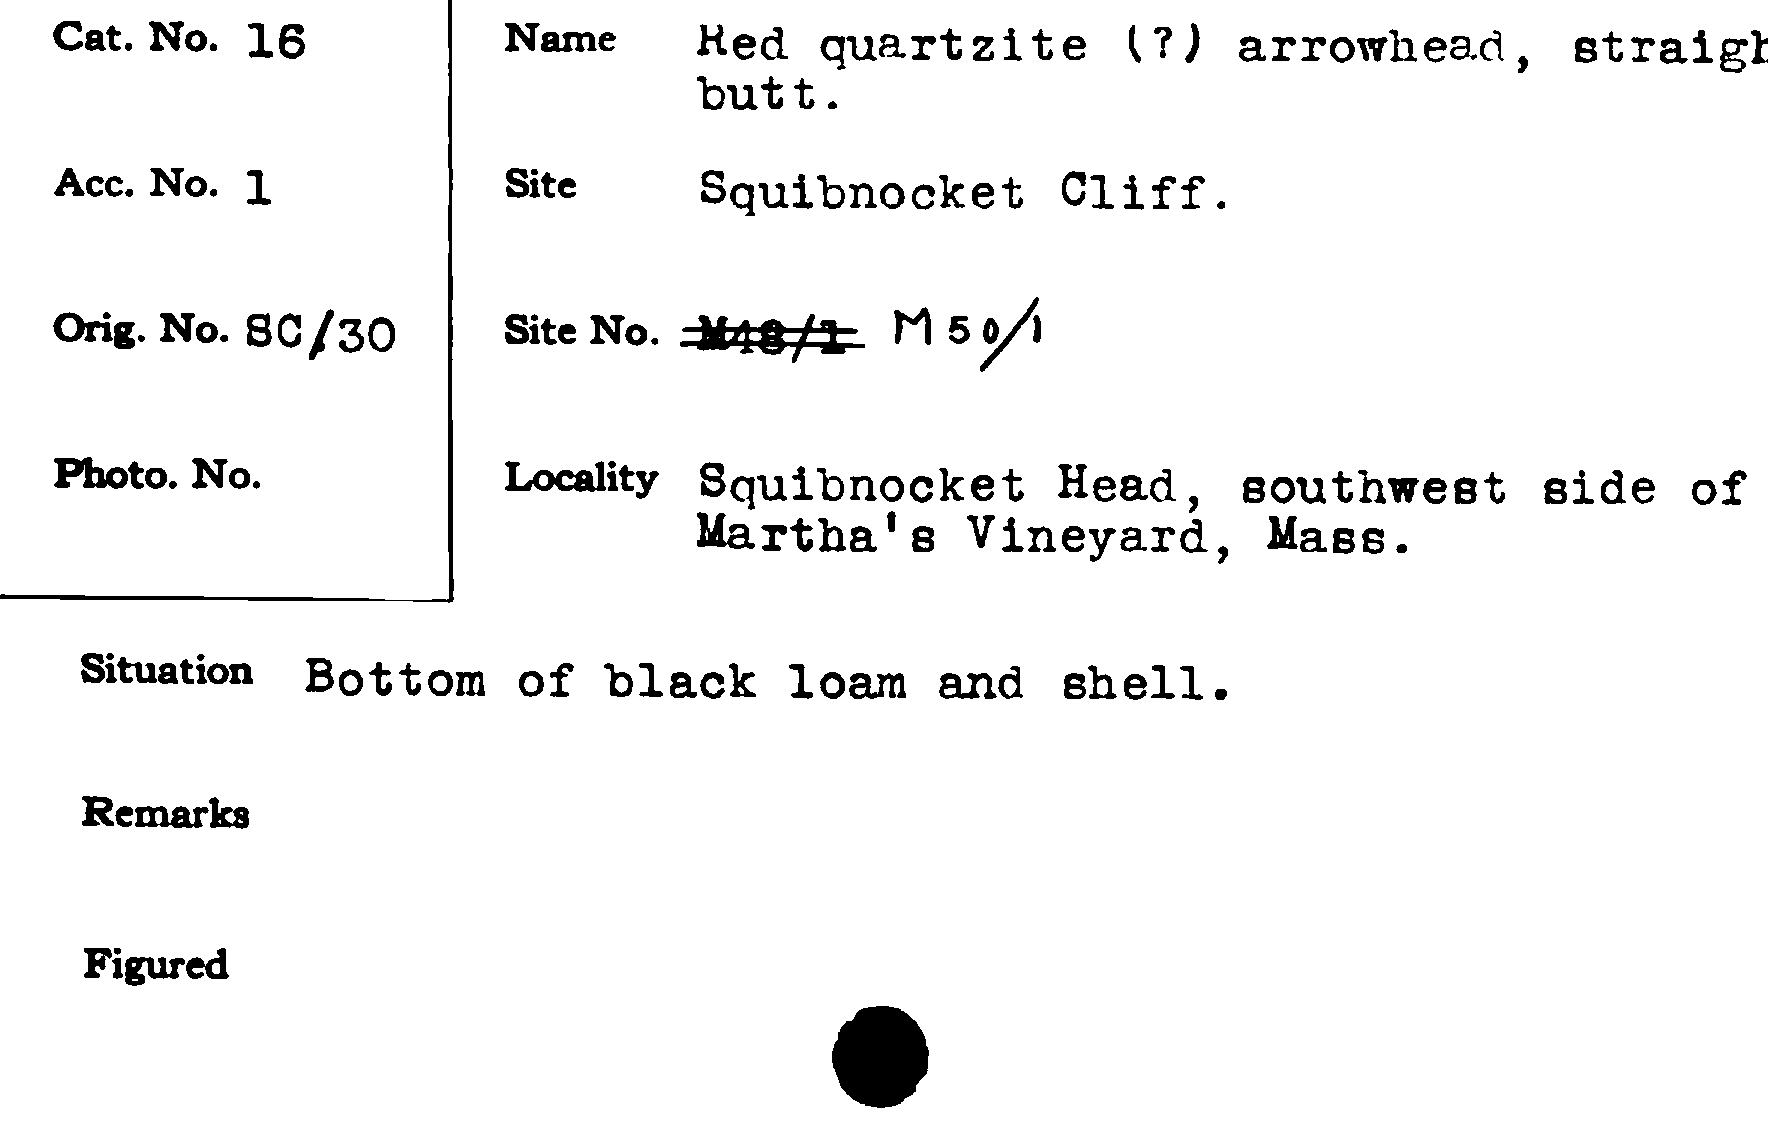 Cat. No. 16
Name Red quartzite (?) arrowhead, straigh
butt.
Acc. No. 1
Site Squibnocket Cliff.
Orig. No. SC/30
Site No. M48/1 M50/1
Photo. No.
Locality Squibnocket Head, southwest side of
Martha's Vineyard, Mass.
Situation Bottom of black loam and shell.
Remarks
Figured